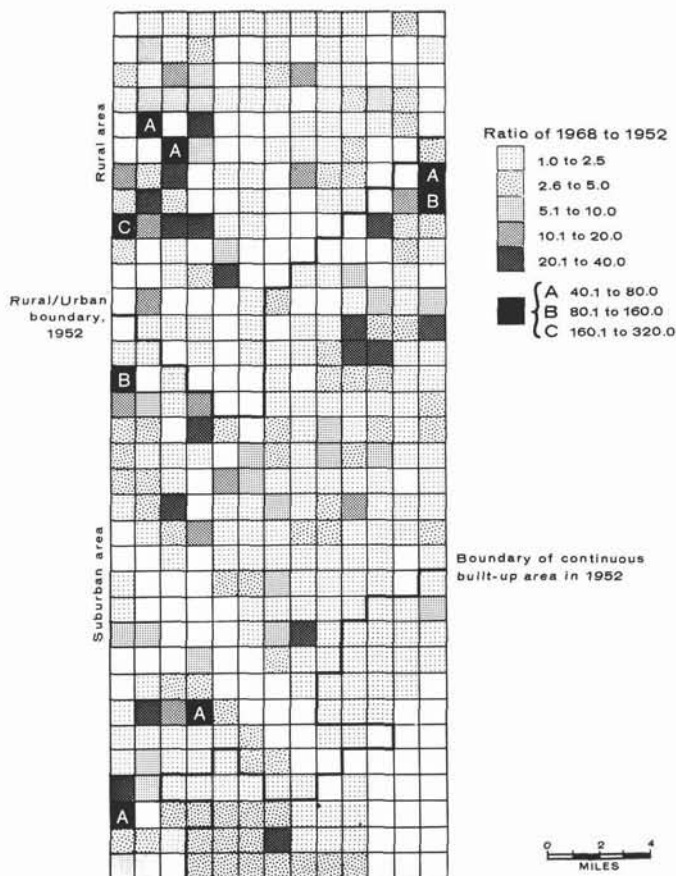 Rural area
A
A
A
B
C
Ratio of 1968 to 1952
1.0 to 2.5
2.6 to 5.0
5.1 to 10.0
10.1 to 20.0
20.1 to 40.0
A 40.1 to 80.0
B 80.1 to 160.0
C 160.1 to 320.0
Rural/Urban
boundary,
1952
B
Suburban area
Boundary of continuous
built-up area in 1952
A
A
0 2 4
MILES